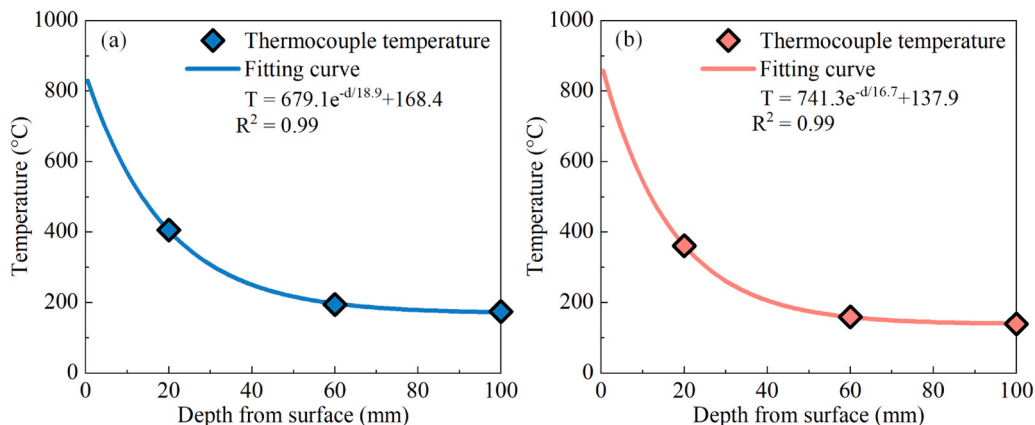 (a)
Thermocouple temperature
Fitting curve
T = 679.1e^{-d/18.9}+168.4
R² = 0.99
Temperature (°C)
1000
800
600
400
200
0
0 20 40 60 80 100
Depth from surface (mm)
(b)
Thermocouple temperature
Fitting curve
T = 741.3e^{-d/16.7}+137.9
R² = 0.99
Temperature (°C)
1000
800
600
400
200
0
0 20 40 60 80 100
Depth from surface (mm)